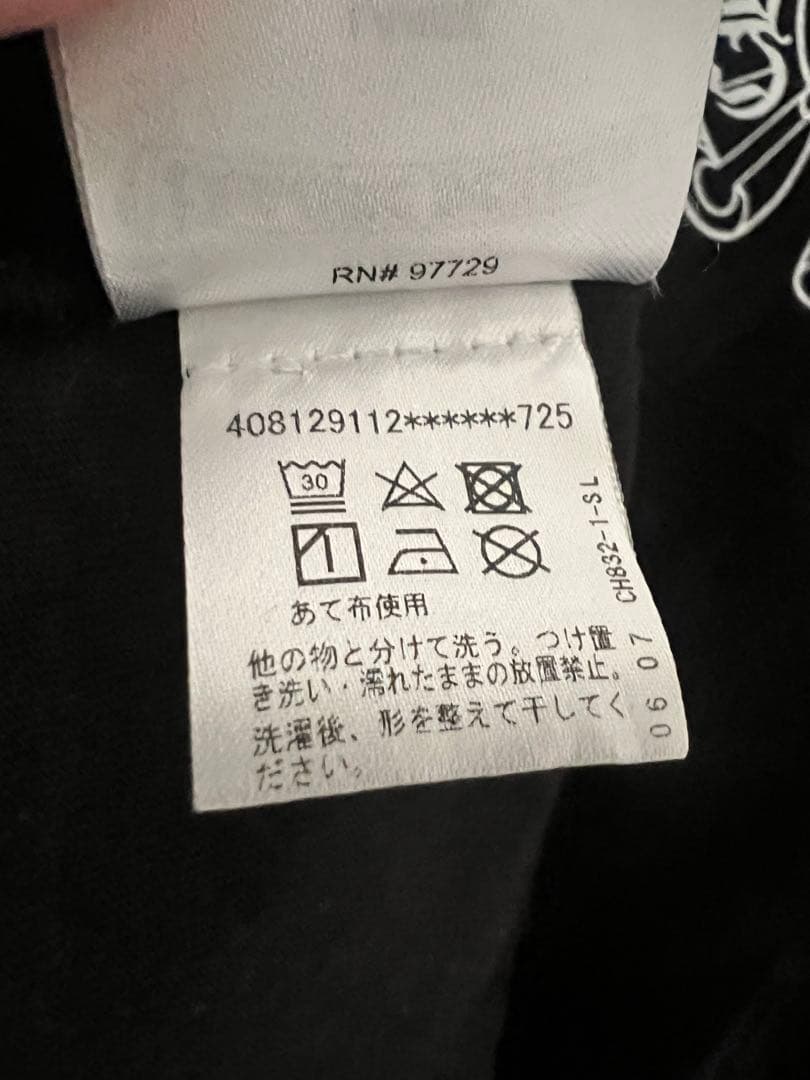 RN# 97729
408129112******725
30
あて布使用
他の物と分けて洗う。つけ置
き洗い・濡れたままの放置禁止。
洗濯後、形を整えて干してく
ださい。
CH832-1-SL
06 07